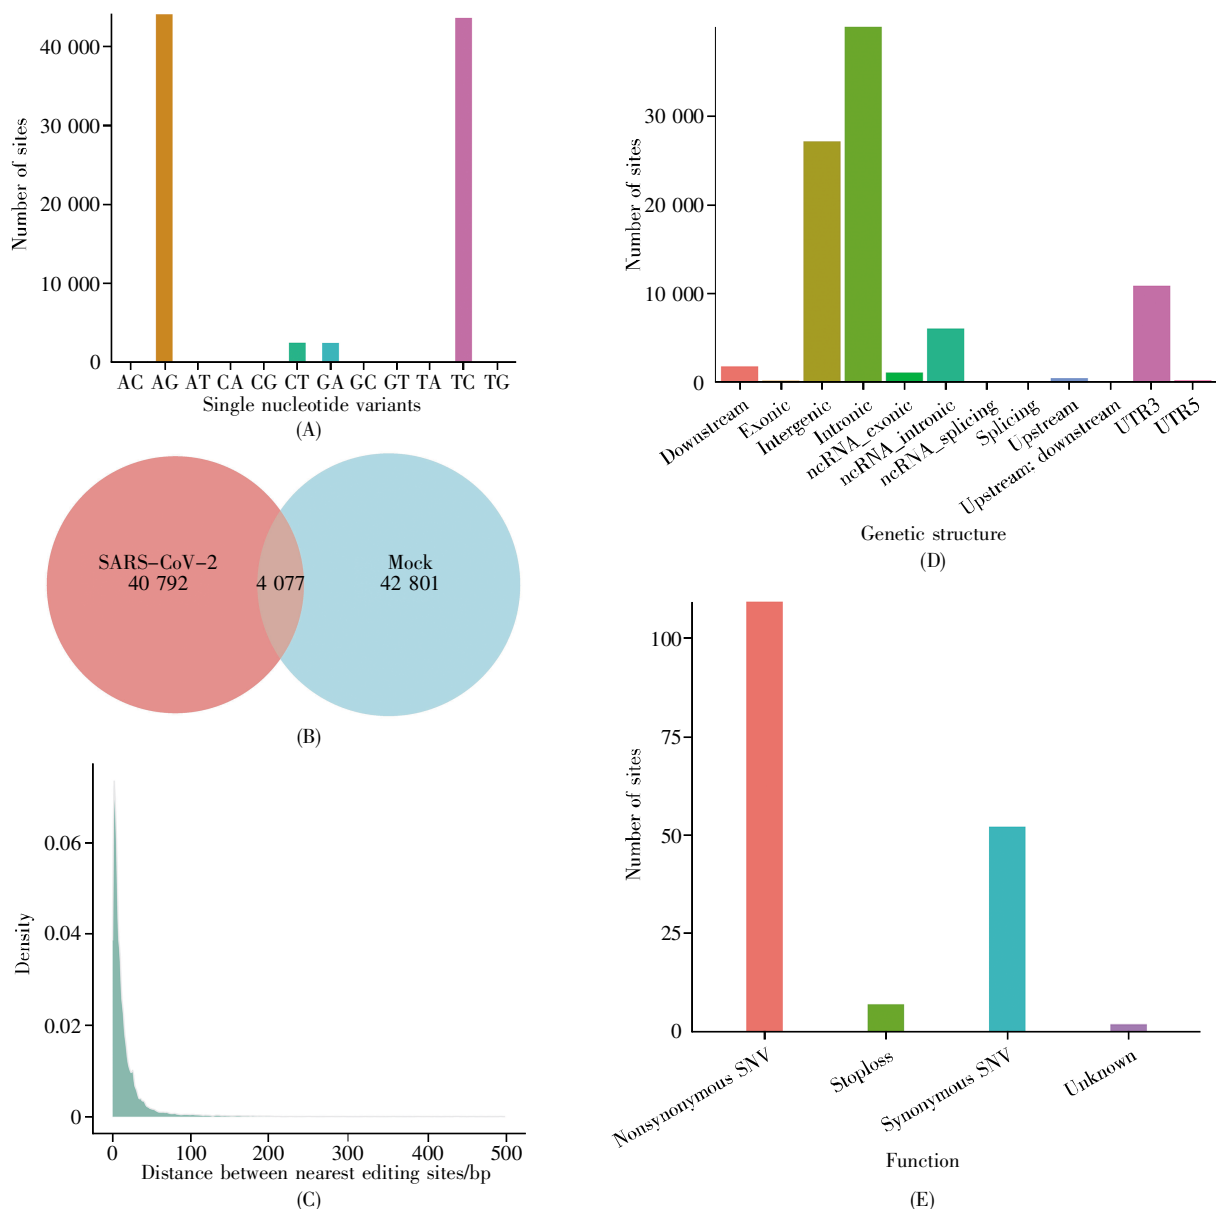 40 000
30 000
20 000
10 000
0
Number of sites
AC AG AT CA CG CT GA GC GT TA TC TG
Single nucleotide variants
(A)
SARS−CoV−2
40 792
4 077
Mock
42 801
(B)
0.06
0.04
0.02
0
Density
0 100 200 300 400 500
Distance between nearest editing sites/bp
(C)
30 000
20 000
10 000
0
Number of sites
Downstream
Exonic
Intergenic
Intronic
ncRNA_exonic
ncRNA_intronic
ncRNA_splicing
Splicing
Upstream
Upstream; downstream
UTR3
UTR5
Genetic structure
(D)
100
75
50
25
0
Number of sites
Nonsynonymous SNV
Stoploss
Synonymous SNV
Unknown
Function
(E)